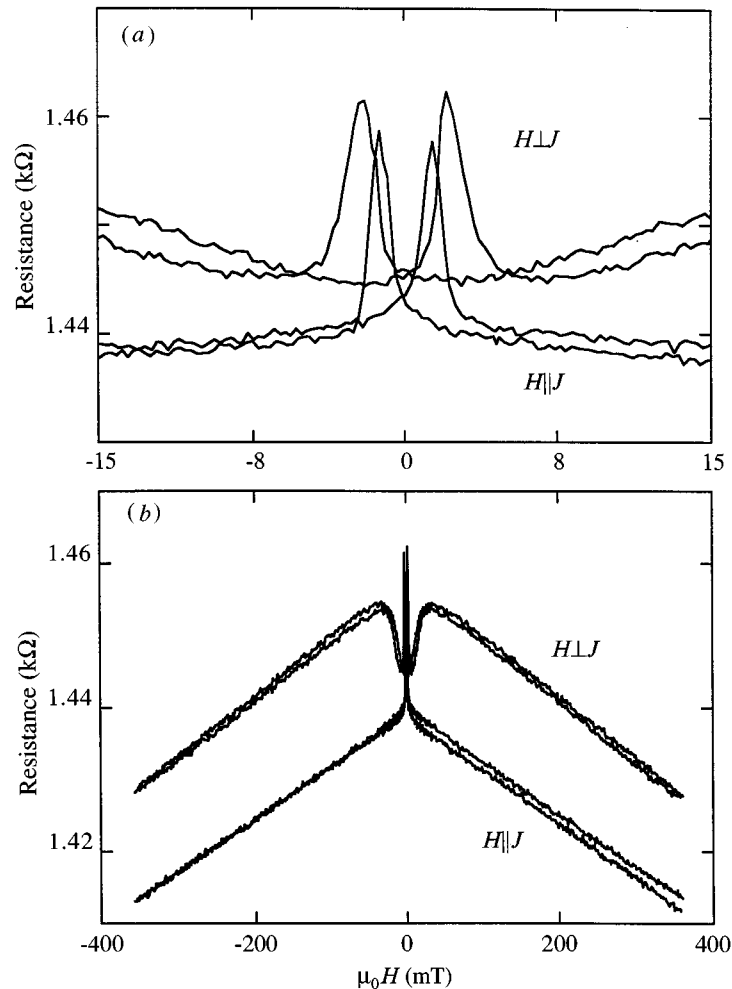 (a)
1.46
H⊥J
Resistance (kΩ)
1.44
H||J
-15 -8 0 8 15
(b)
1.46
H⊥J
1.44
Resistance (kΩ)
H||J
1.42
-400 -200 0 200 400
μ₀H (mT)